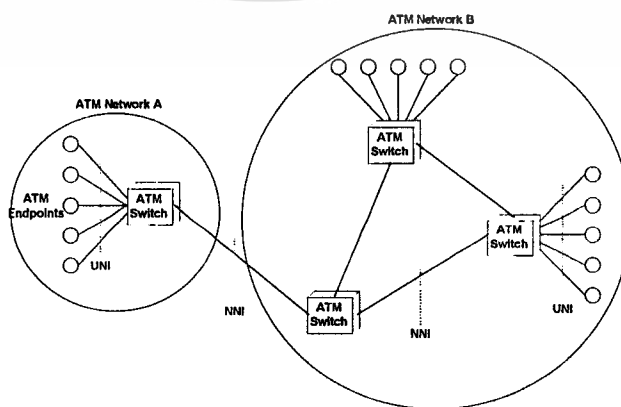 ATM Network B
ATM Network A
ATM
Switch
ATM
Endpoints
ATM
Switch
UNI
ATM
Switch
NNI
ATM
Switch
NNI
UNI